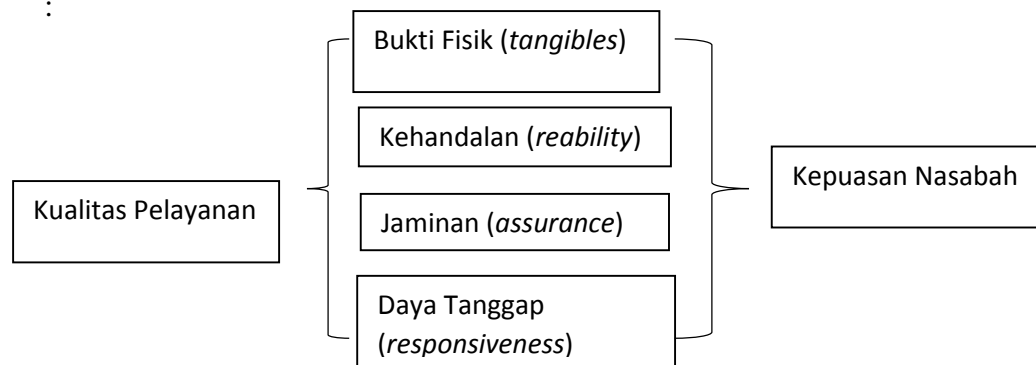 :
Bukti Fisik (tangibles)
Kehandalan (reability)
Kepuasan Nasabah
Kualitas Pelayanan
Jaminan (assurance)
Daya Tanggap
(responsiveness)